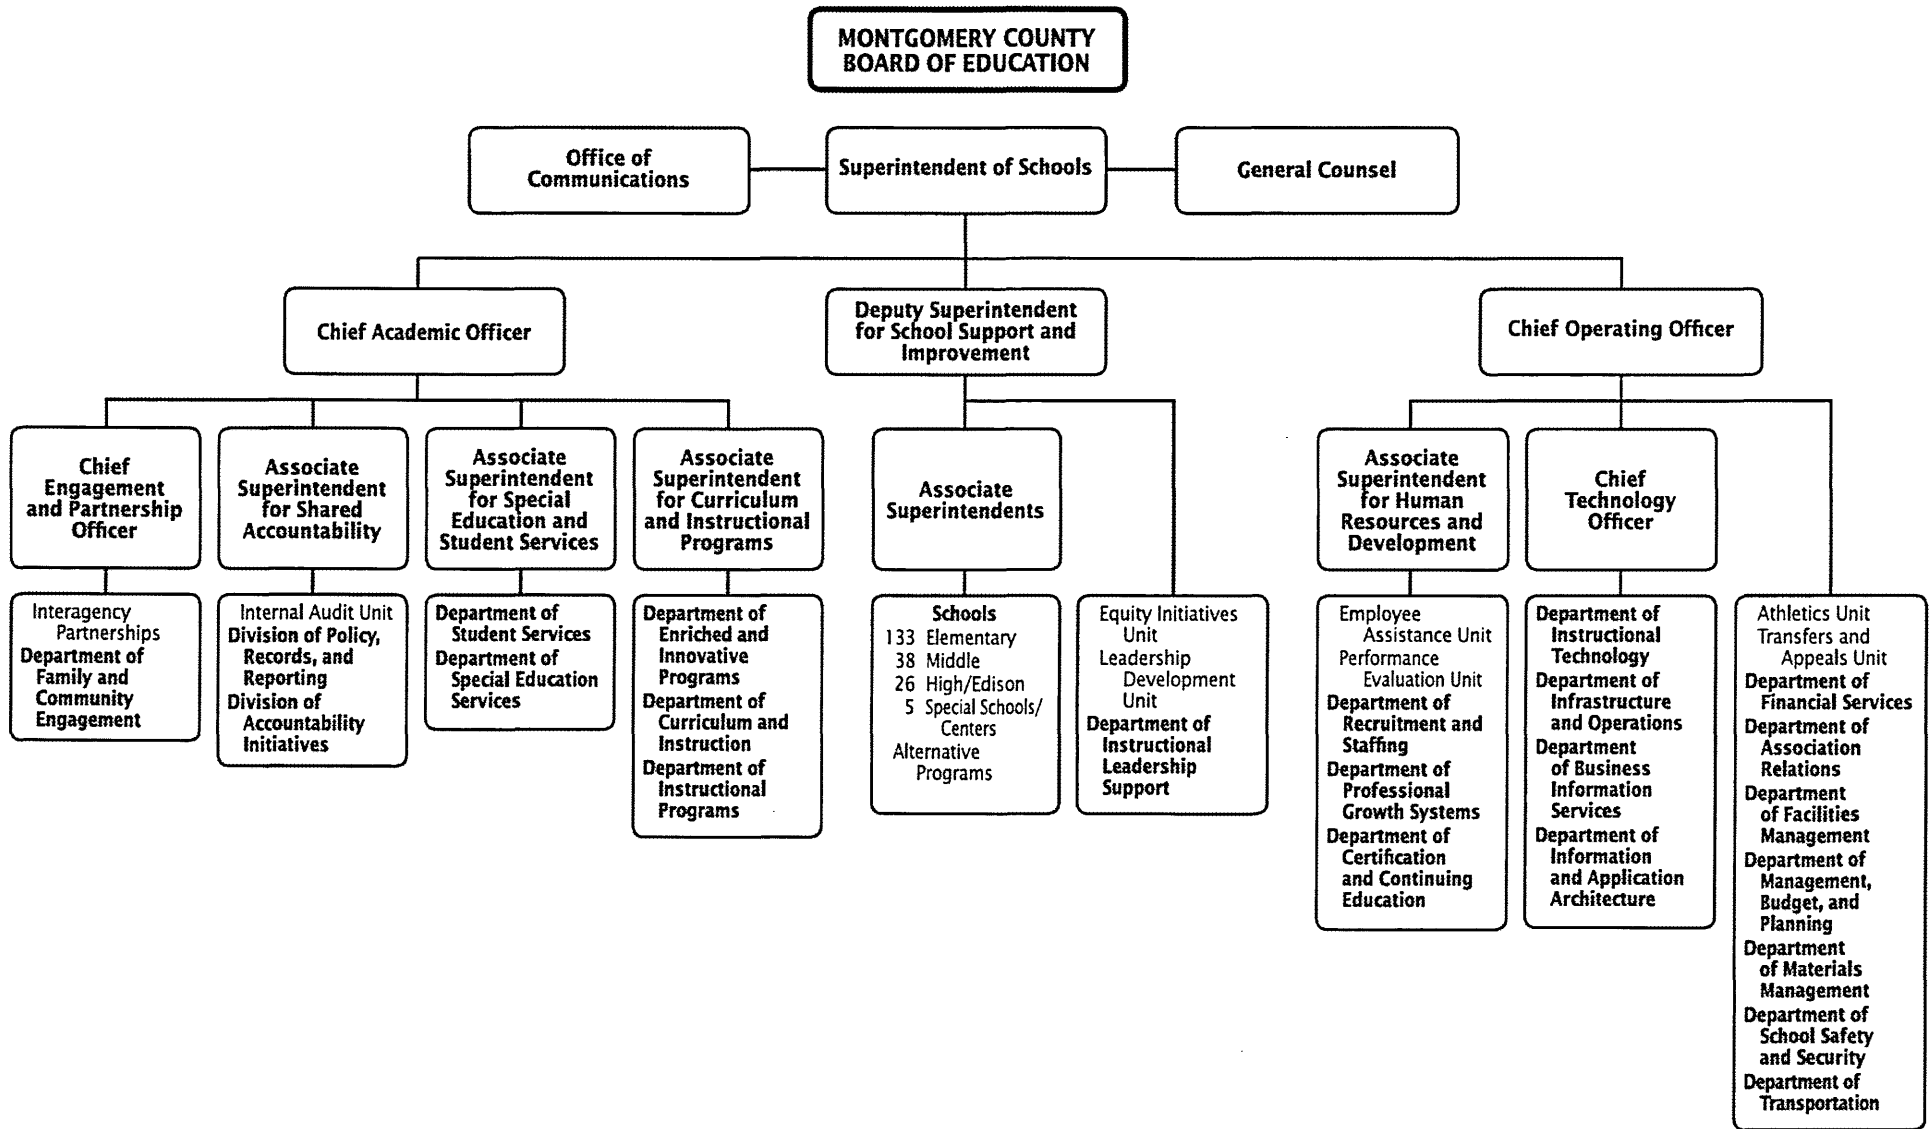 MONTGOMERY COUNTY
BOARD OF EDUCATION
Office of
Communications
Superintendent of Schools
General Counsel
Chief Academic Officer
Deputy Superintendent
for School Support and
Improvement
Chief Operating Officer
Chief
Engagement
and Partnership
Officer
Associate
Superintendent
for Shared
Accountability
Associate
Superintendent
for Special
Education and
Student Services
Associate
Superintendent
for Curriculum
and Instructional
Programs
Associate
Superintendents
Associate
Superintendent
for Human
Resources and
Development
Chief
Technology
Officer
Interagency
Partnerships
Department of
Family and
Community
Engagement
Internal Audit Unit
Division of Policy,
Records, and
Reporting
Division of
Accountability
Initiatives
Department of
Student Services
Department of
Special Education
Services
Department of
Enriched and
Innovative
Programs
Department of
Curriculum and
Instruction
Department of
Instructional
Programs
Schools
133 Elementary
38 Middle
26 High/Edison
5 Special Schools/
Centers
Alternative
Programs
Equity Initiatives
Unit
Leadership
Development
Unit
Department of
Instructional
Leadership
Support
Employee
Assistance Unit
Performance
Evaluation Unit
Department of
Recruitment and
Staffing
Department of
Professional
Growth Systems
Department of
Certification
and Continuing
Education
Department of
Instructional
Technology
Department of
Infrastructure
and Operations
Department
of Business
Information
Services
Department of
Information
and Application
Architecture
Athletics Unit
Transfers and
Appeals Unit
Department of
Financial Services
Department of
Association
Relations
Department
of Facilities
Management
Department of
Management,
Budget, and
Planning
Department
of Materials
Management
Department of
School Safety
and Security
Department of
Transportation